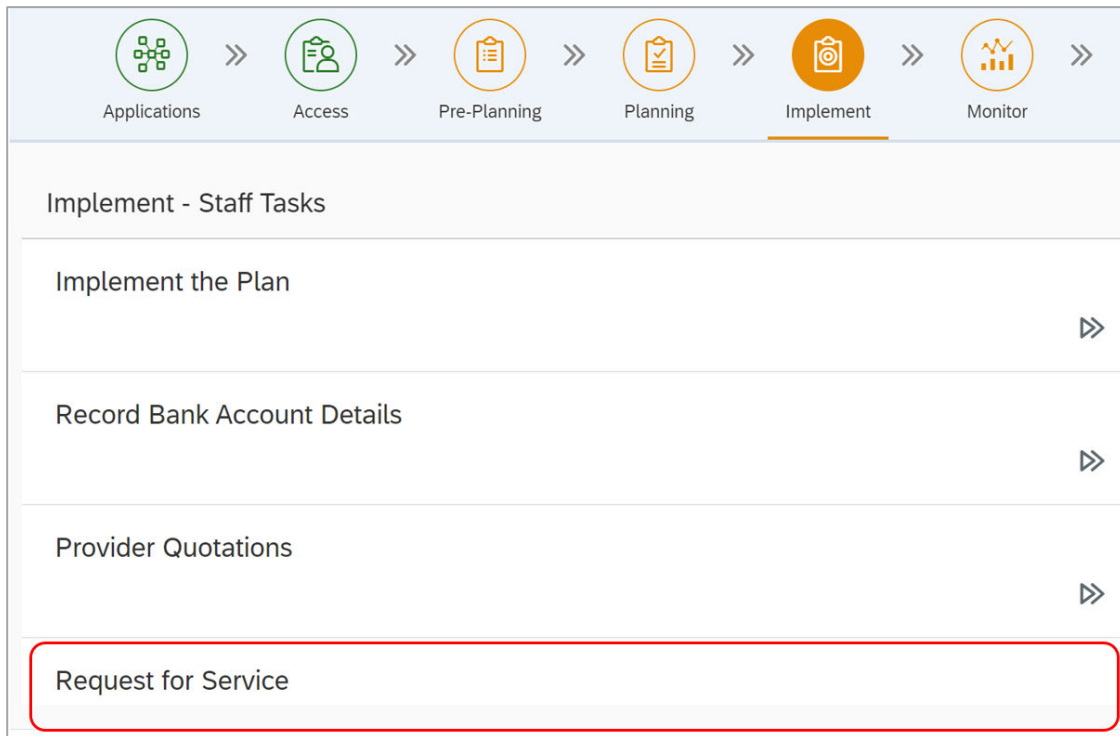 Applications
Access
Pre-Planning
Planning
Implement
Monitor
Implement - Staff Tasks
Implement the Plan
Record Bank Account Details
Provider Quotations
Request for Service